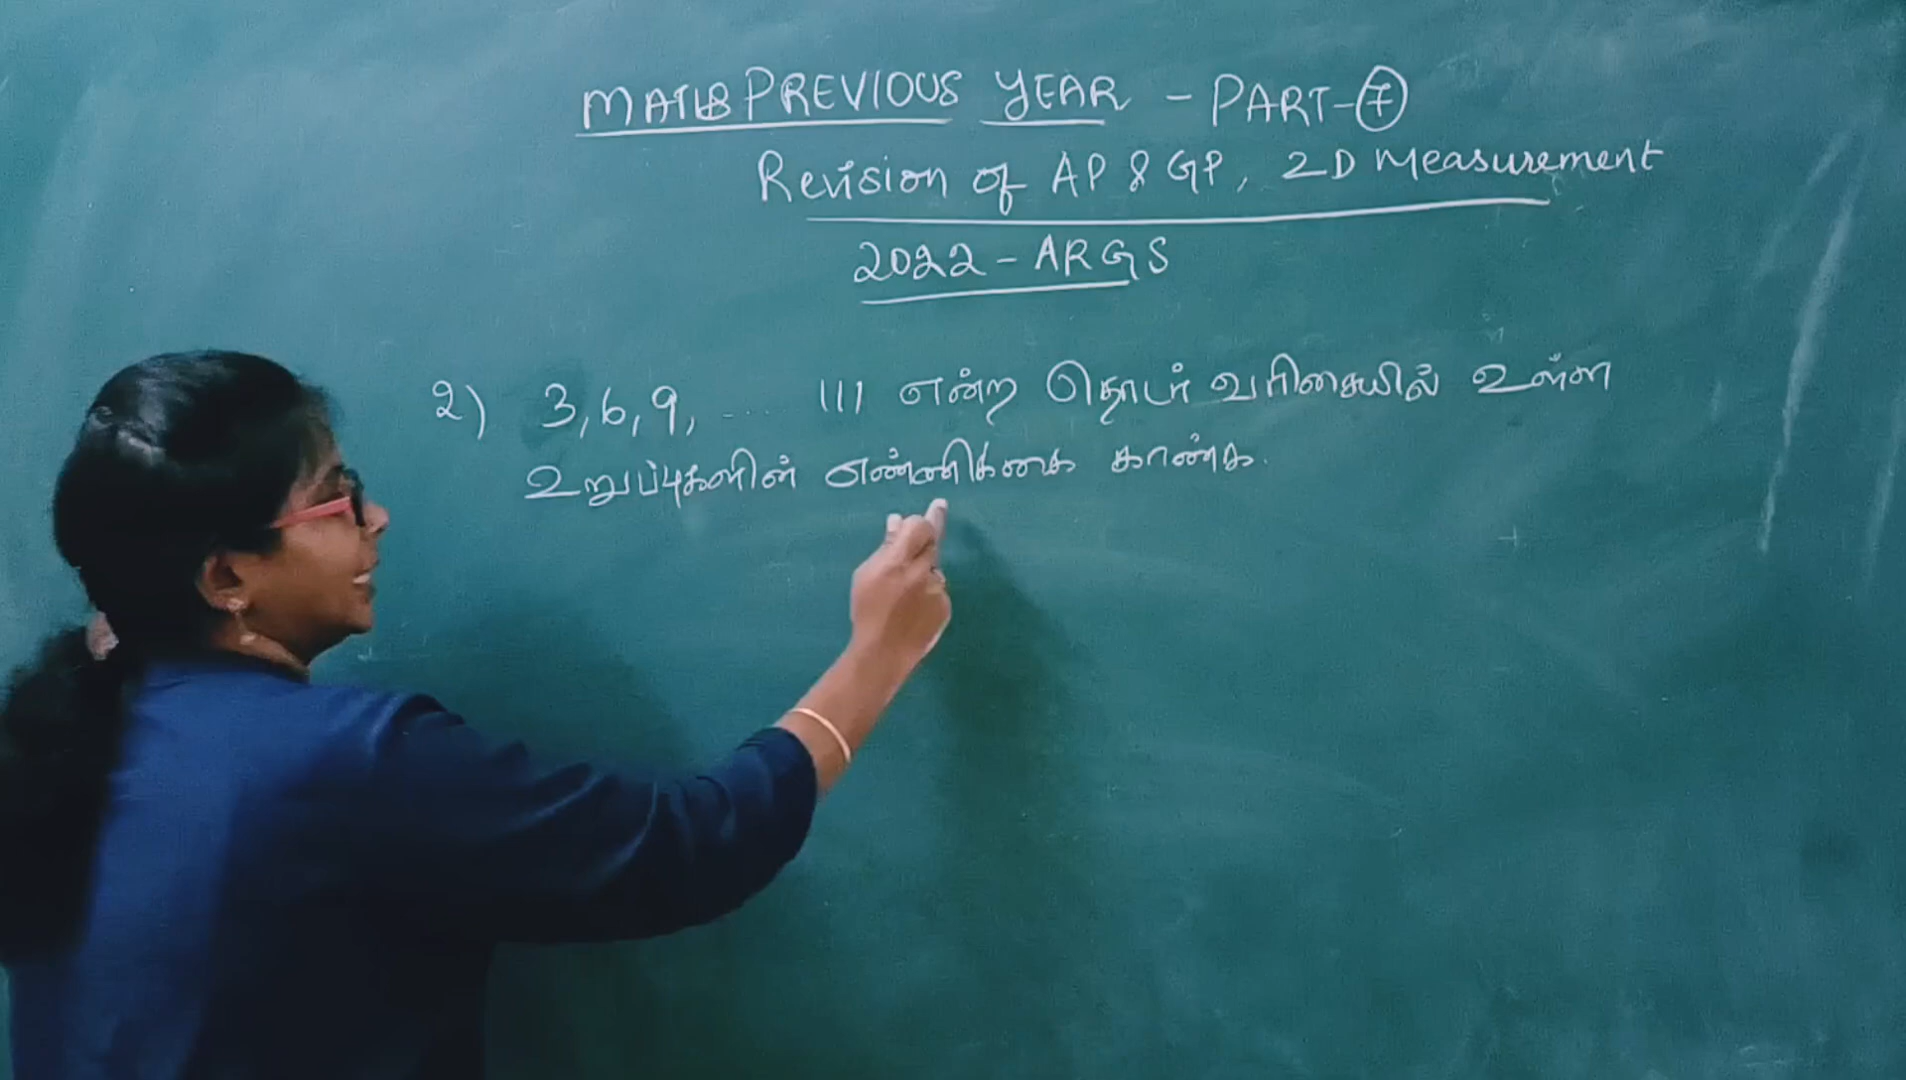 MATHS PREVIOUS YEAR - PART-7
Revision of AP & GP, 2D Measurement
2022 - ARGS
2) 3, 6, 9, ..... 111 என்ற தொடர் வரிசையில் உள்ள
உறுப்புகளின் எண்ணிக்கை காண்க.